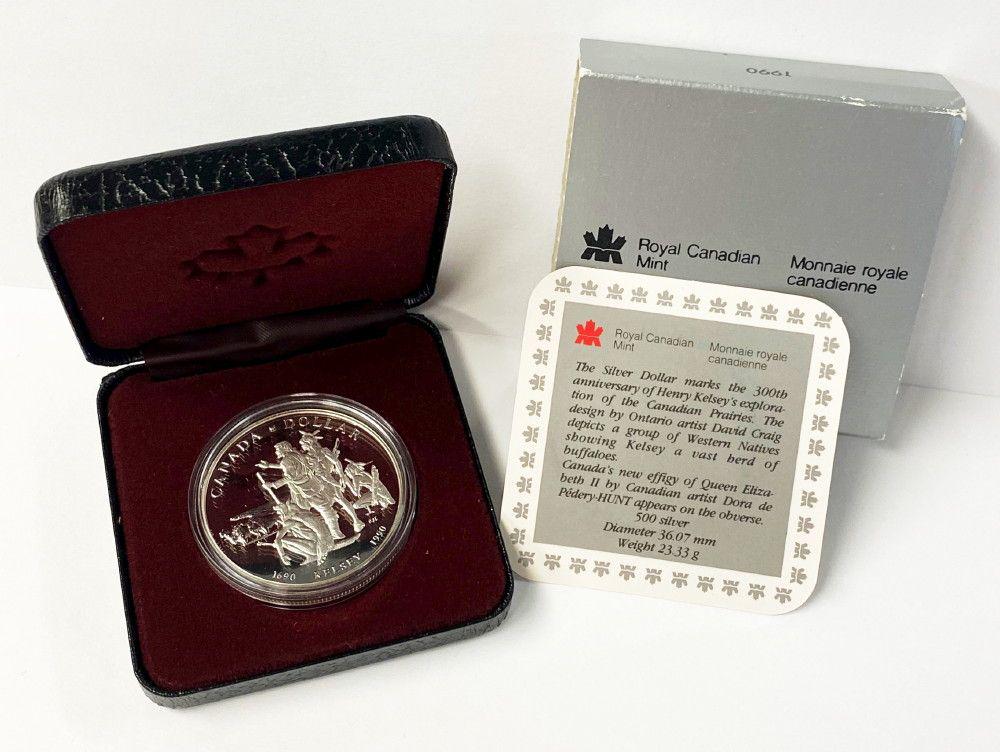 1990
Royal Canadian
Mint
Monnaie royale
canadienne
Royal Canadian
Mint
Monnaie royale
canadienne
The Silver Dollar marks the 300th
anniversary of Henry Kelsey's explora-
tion of the Canadian Prairies. The
design by Ontario artist David Craig
depicts a group of Western Natives
showing Kelsey a vast herd of
buffaloes.
Canada's new effigy of Queen Eliza-
beth II by Canadian artist Dora de
Pédery-HUNT appears on the obverse.
500 silver
Diameter 36.07 mm
Weight 23.33 g
CANADA DOLLAR
1690 KELSEY 1990